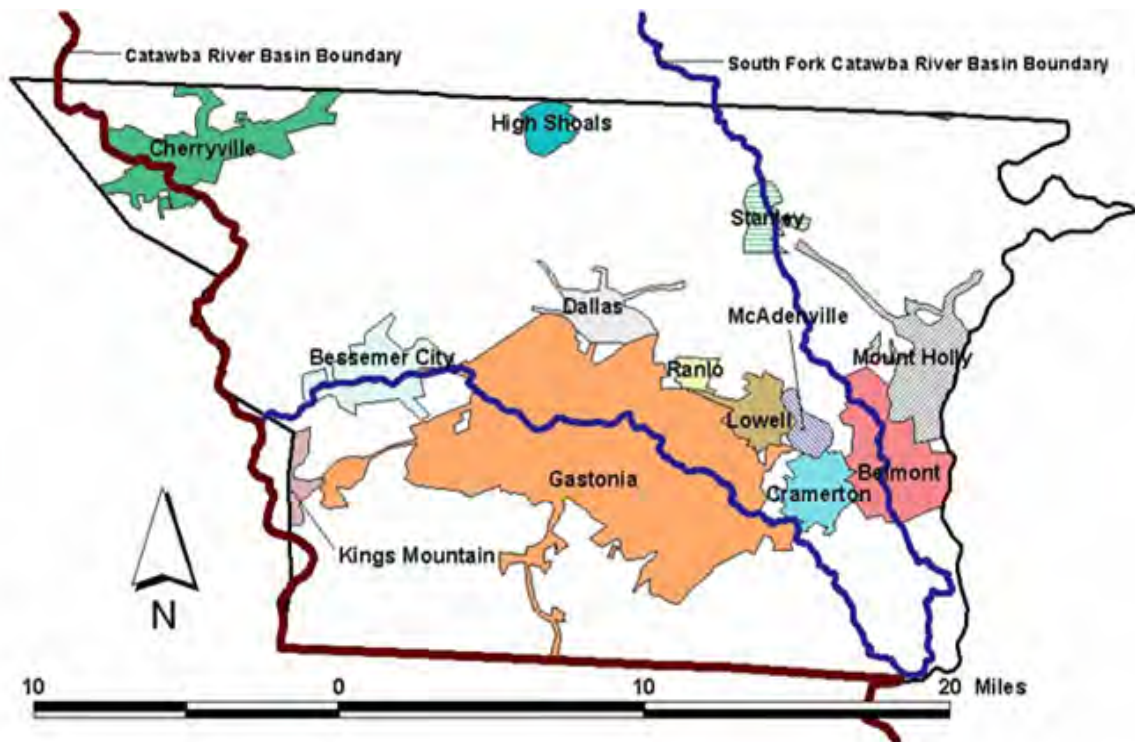 Catawba River Basin Boundary
South Fork Catawba River Basin Boundary
High Shoals
Cherryville
Stanley
Dallas
McAdenville
Bessemer City
Mount Holly
Ranlo
Lowell
Gastonia
Belmont
Cramerton
Kings Mountain
N
10 0 10 20 Miles